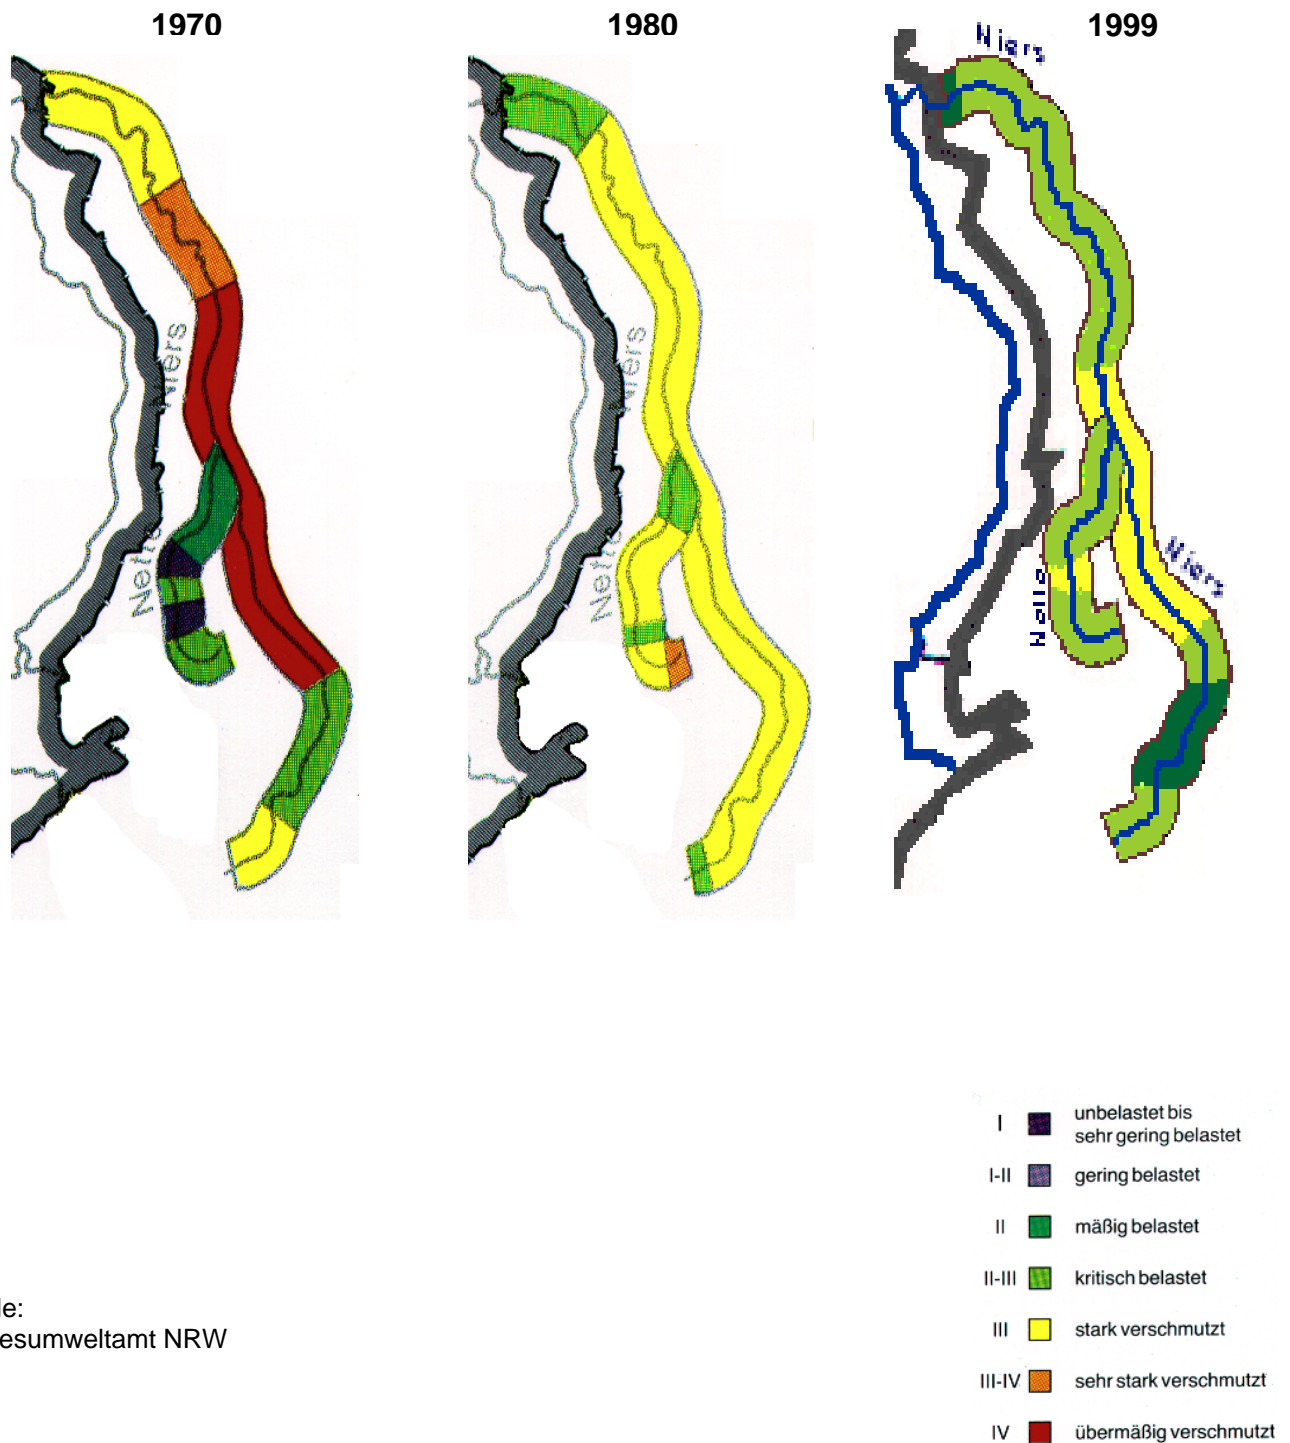 1970
1980
1999
Niers
Niers
Niers
Niers
Nette
Nette
Nette
I unbelastet bis
sehr gering belastet
I-II gering belastet
II mäßig belastet
II-III kritisch belastet
III stark verschmutzt
III-IV sehr stark verschmutzt
IV übermäßig verschmutzt
le:
esumweltamt NRW